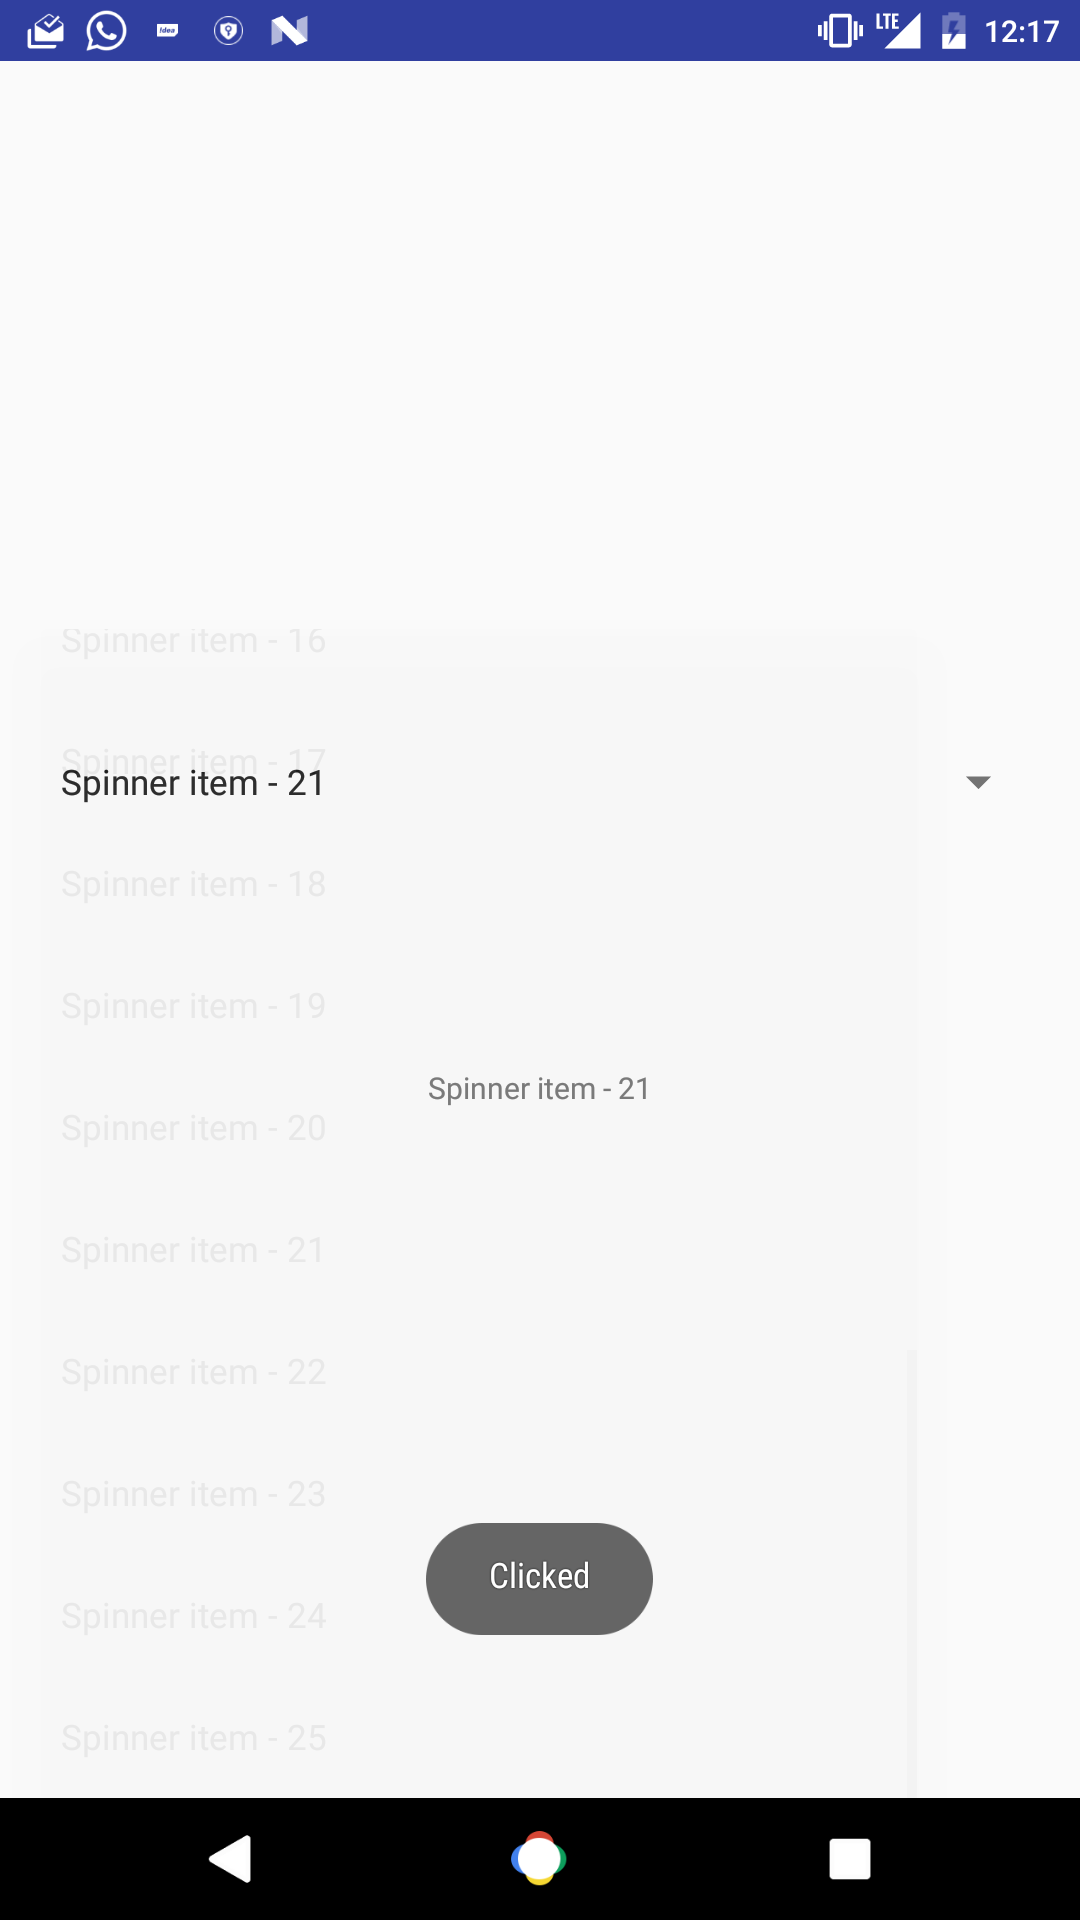 Idea LTE 12:17
Spinner item - 16
Spinner item - 17
Spinner item - 21
Spinner item - 18
Spinner item - 19
Spinner item - 21
Spinner item - 20
Spinner item - 21
Spinner item - 22
Spinner item - 23
Clicked
Spinner item - 24
Spinner item - 25